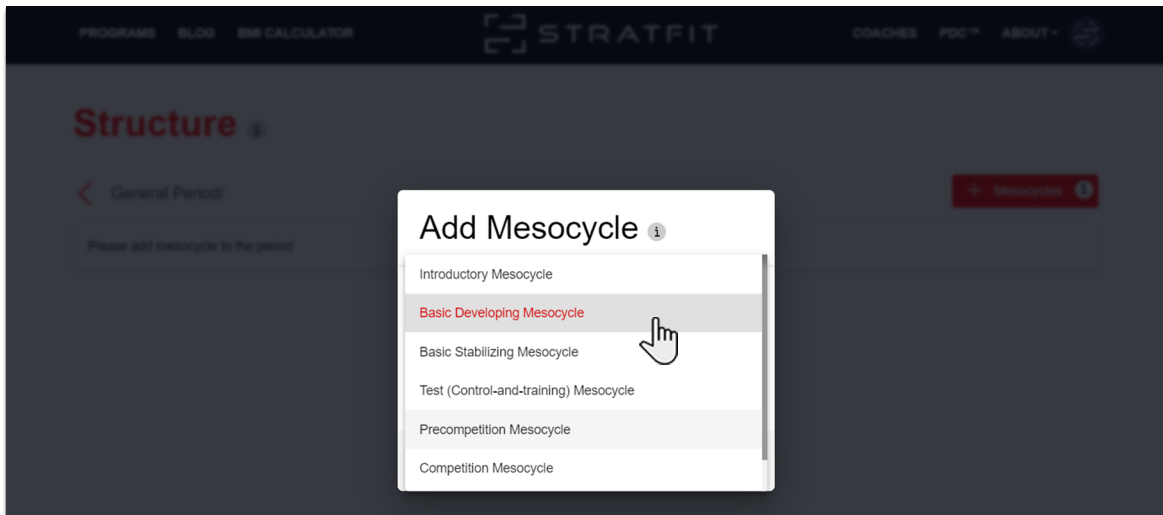 PROGRAMS BLOG BMI CALCULATOR STRATFIT COACHES PDC™ ABOUT
Structure i
General Period/
+ Mesocycles i
Please add mesocycle to the period
Add Mesocycle i
Introductory Mesocycle
Basic Developing Mesocycle
Basic Stabilizing Mesocycle
Test (Control-and-training) Mesocycle
Precompetition Mesocycle
Competition Mesocycle